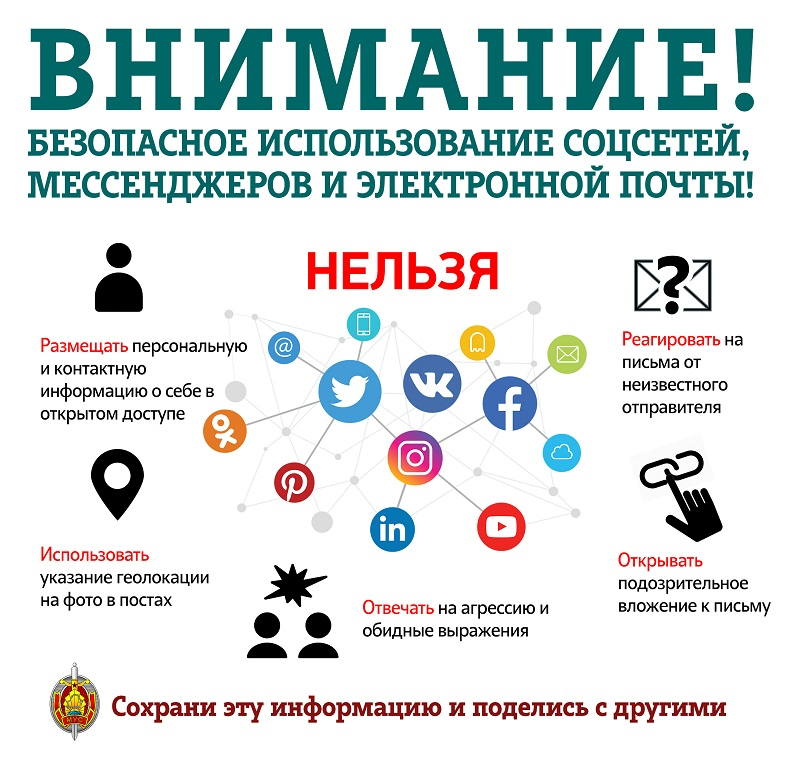 ВНИМАНИЕ!
БЕЗОПАСНОЕ ИСПОЛЬЗОВАНИЕ СОЦСЕТЕЙ,
МЕССЕНДЖЕРОВ И ЭЛЕКТРОННОЙ ПОЧТЫ!
НЕЛЬЗЯ
Размещать персональную
и контактную
информацию о себе в
открытом доступе
Реагировать на
письма от
неизвестного
отправителя
Использовать
указание геолокации
на фото в постах
Открывать
подозрительное
вложение к письму
Отвечать на агрессию и
обидные выражения
МУС
Сохрани эту информацию и поделись с другими